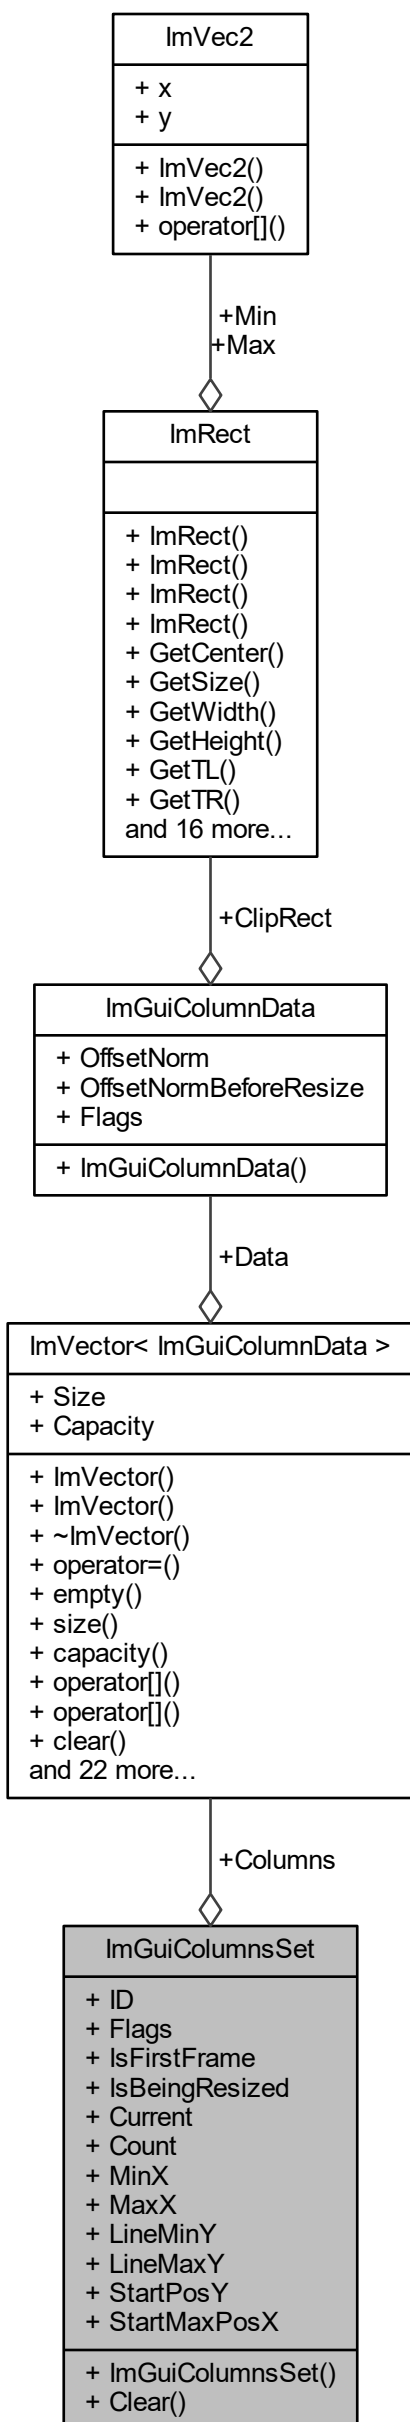 ImVec2
+ x
+ y
+ ImVec2()
+ ImVec2()
+ operator[]()
+Min
+Max
ImRect
+ ImRect()
+ ImRect()
+ ImRect()
+ ImRect()
+ GetCenter()
+ GetSize()
+ GetWidth()
+ GetHeight()
+ GetTL()
+ GetTR()
and 16 more...
+ClipRect
ImGuiColumnData
+ OffsetNorm
+ OffsetNormBeforeResize
+ Flags
+ ImGuiColumnData()
+Data
ImVector< ImGuiColumnData >
+ Size
+ Capacity
+ ImVector()
+ ImVector()
+ ~ImVector()
+ operator=()
+ empty()
+ size()
+ capacity()
+ operator[]()
+ operator[]()
+ clear()
and 22 more...
+Columns
ImGuiColumnsSet
+ ID
+ Flags
+ IsFirstFrame
+ IsBeingResized
+ Current
+ Count
+ MinX
+ MaxX
+ LineMinY
+ LineMaxY
+ StartPosY
+ StartMaxPosX
+ ImGuiColumnsSet()
+ Clear()